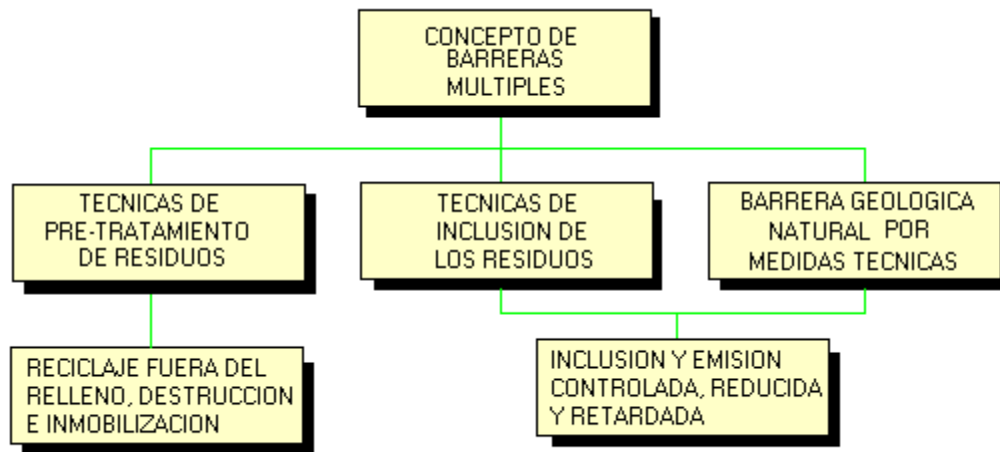 CONCEPTO DE
BARRERAS
MULTIPLES
TECNICAS DE
PRE-TRATAMIENTO
DE RESIDUOS
TECNICAS DE
INCLUSION DE
LOS RESIDUOS
BARRERA GEOLOGICA
NATURAL POR
MEDIDAS TECNICAS
RECICLAJE FUERA DEL
RELLENO, DESTRUCCION
E INMOBILIZACION
INCLUSION Y EMISION
CONTROLADA, REDUCIDA
Y RETARDADA